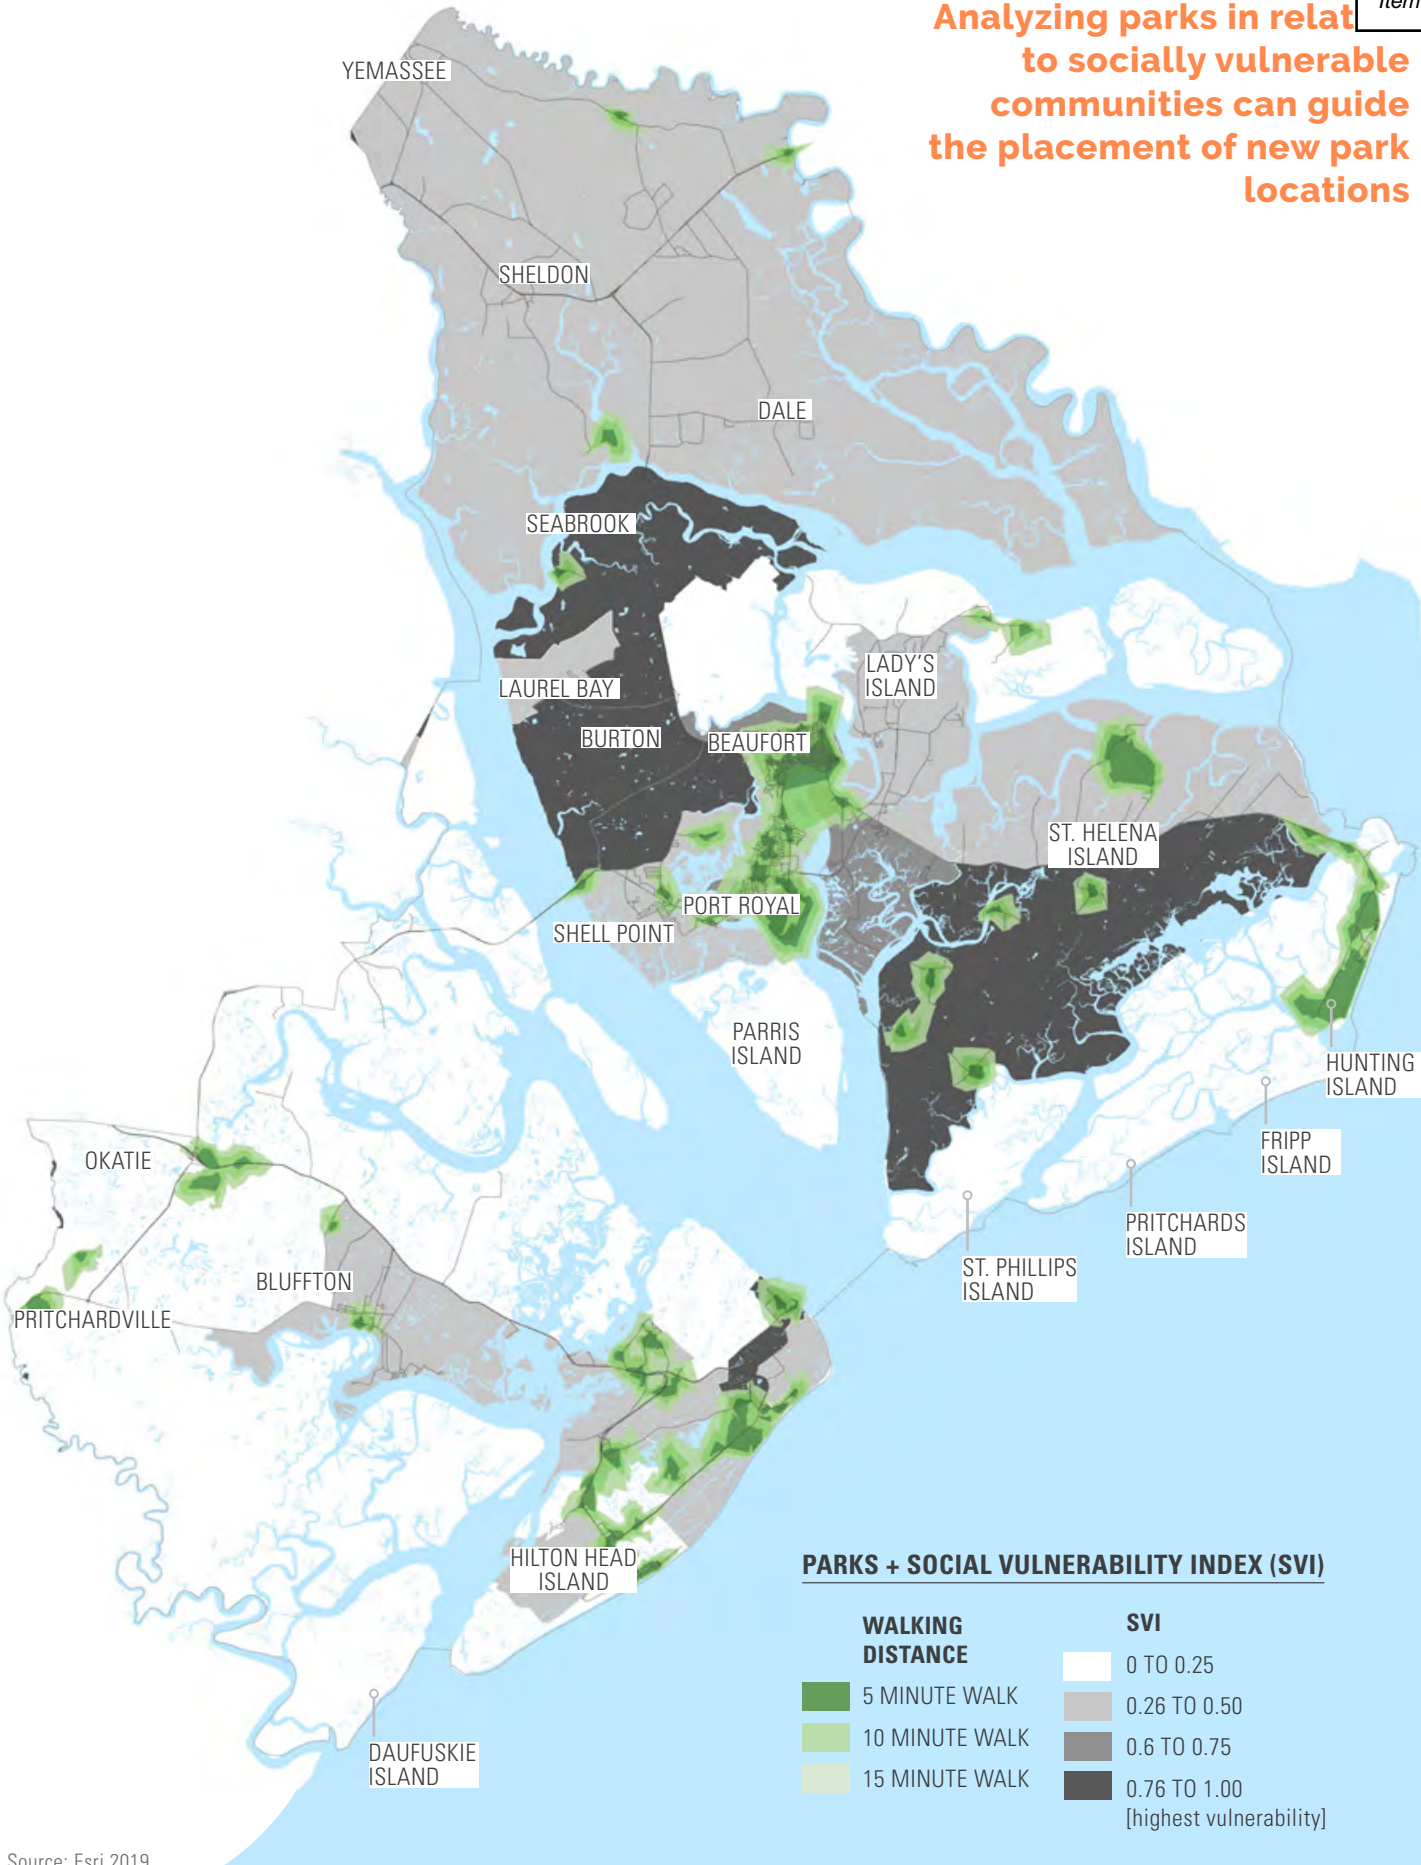 Analyzing parks in relat
Item
to socially vulnerable
communities can guide
the placement of new park
locations
YEMASSEE
SHELDON
DALE
SEABROOK
LADY'S
ISLAND
LAUREL BAY
BURTON
BEAUFORT
ST. HELENA
ISLAND
PORT ROYAL
SHELL POINT
PARRIS
ISLAND
HUNTING
ISLAND
FRIPP
ISLAND
OKATIE
PRITCHARDS
ISLAND
ST. PHILLIPS
ISLAND
BLUFFTON
PRITCHARDVILLE
HILTON HEAD
ISLAND
DAUFUSKIE
ISLAND
PARKS + SOCIAL VULNERABILITY INDEX (SVI)
WALKING
DISTANCE
5 MINUTE WALK
10 MINUTE WALK
15 MINUTE WALK
SVI
0 TO 0.25
0.26 TO 0.50
0.6 TO 0.75
0.76 TO 1.00
[highest vulnerability]
Source: Esri 2019